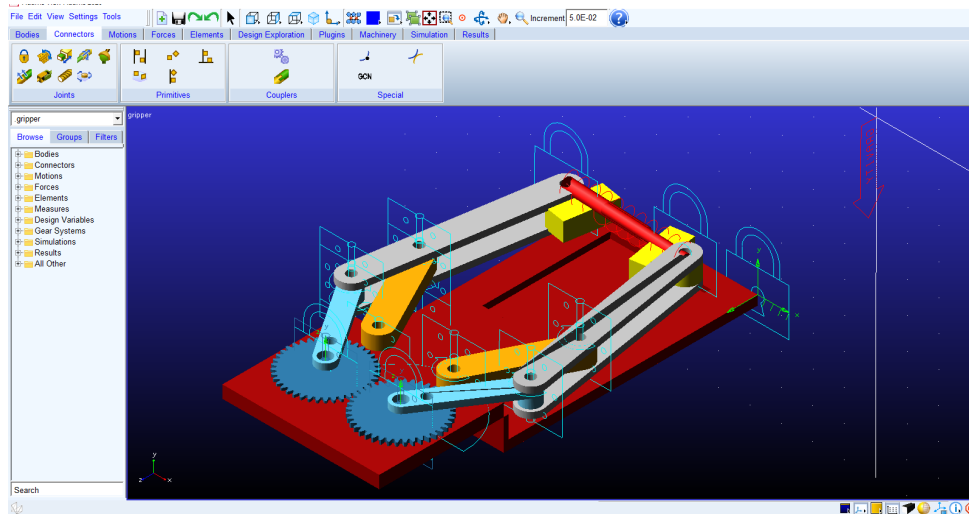 File Edit View Settings Tools
Increment 5.0E-02 ?
Bodies Connectors Motions Forces Elements Design Exploration Plugins Machinery Simulation Results
GCN
Joints Primitives Couplers Special
.gripper
gripper
Browse Groups Filters
Bodies
Connectors
Motions
Forces
Elements
Measures
Design Variables
Gear Systems
Simulations
Results
All Other
y
x
y
z x
Search